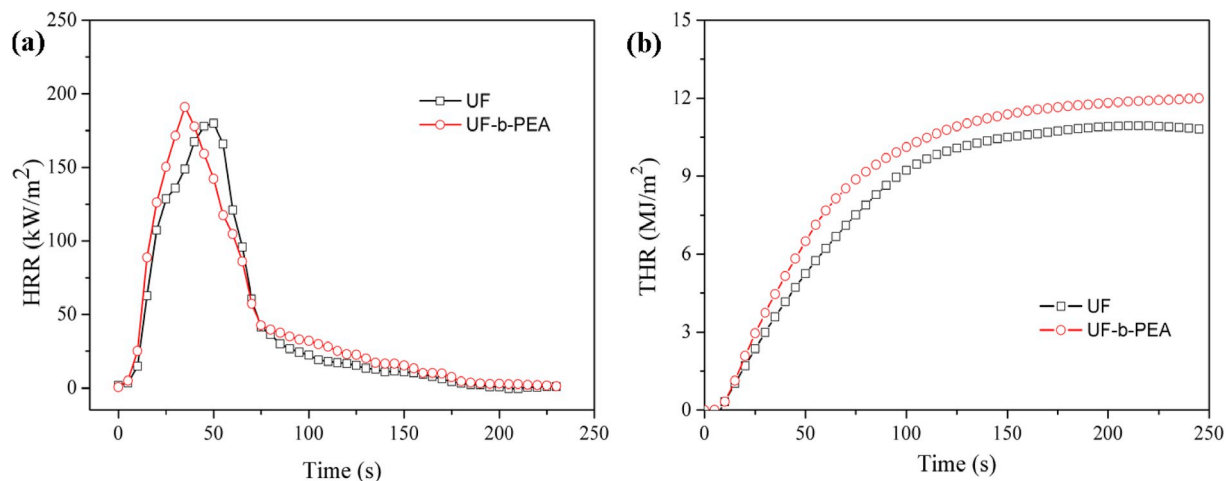 (a)
HRR (kW/m²)
250
200
150
100
50
0
UF
UF-b-PEA
0 50 100 150 200 250
Time (s)
(b)
THR (MJ/m²)
15
12
9
6
3
0
UF
UF-b-PEA
0 50 100 150 200 250
Time (s)